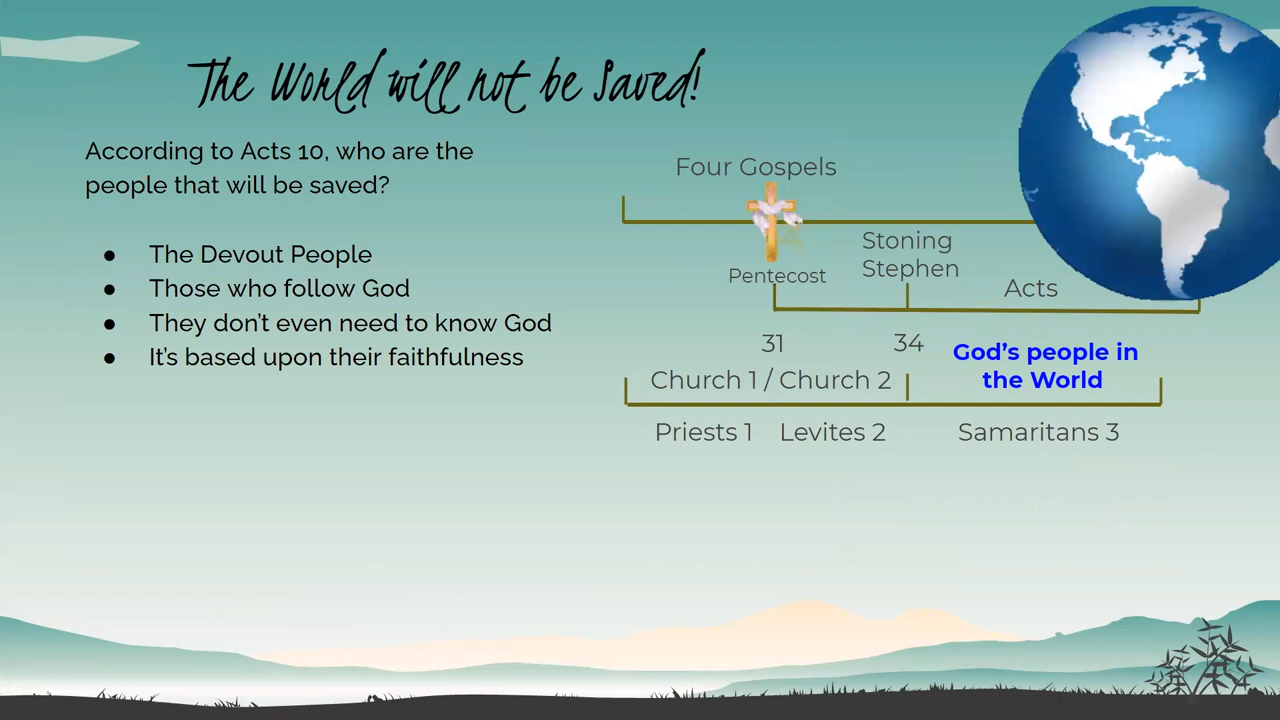 The World will not be Saved!
According to Acts 10, who are the
people that will be saved?
● The Devout People
● Those who follow God
● They don't even need to know God
● It's based upon their faithfulness
Four Gospels
Stoning
Stephen
Pentecost
Acts
31
34
God's people in
the World
Church 1 / Church 2
Priests 1
Levites 2
Samaritans 3